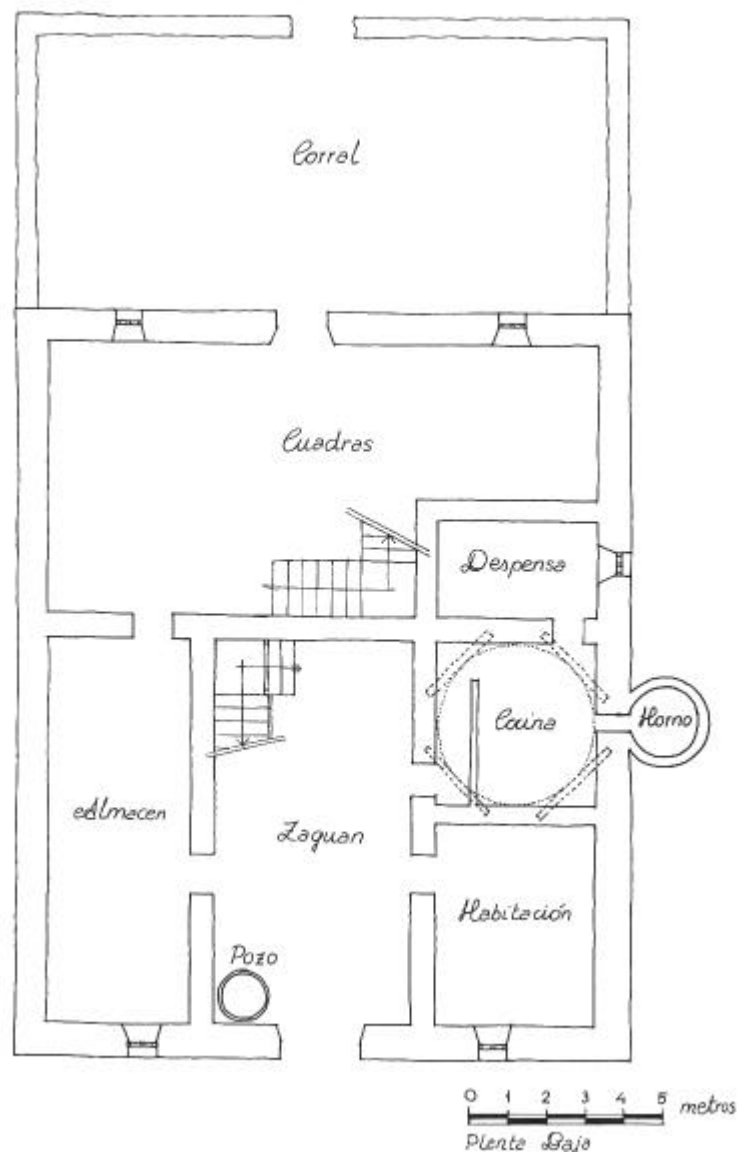 Corral
Cuadras
Despensa
Cocina
Horno
Almacen
Zaguan
Habitación
Pozo
0 1 2 3 4 5 metros
Planta Baja